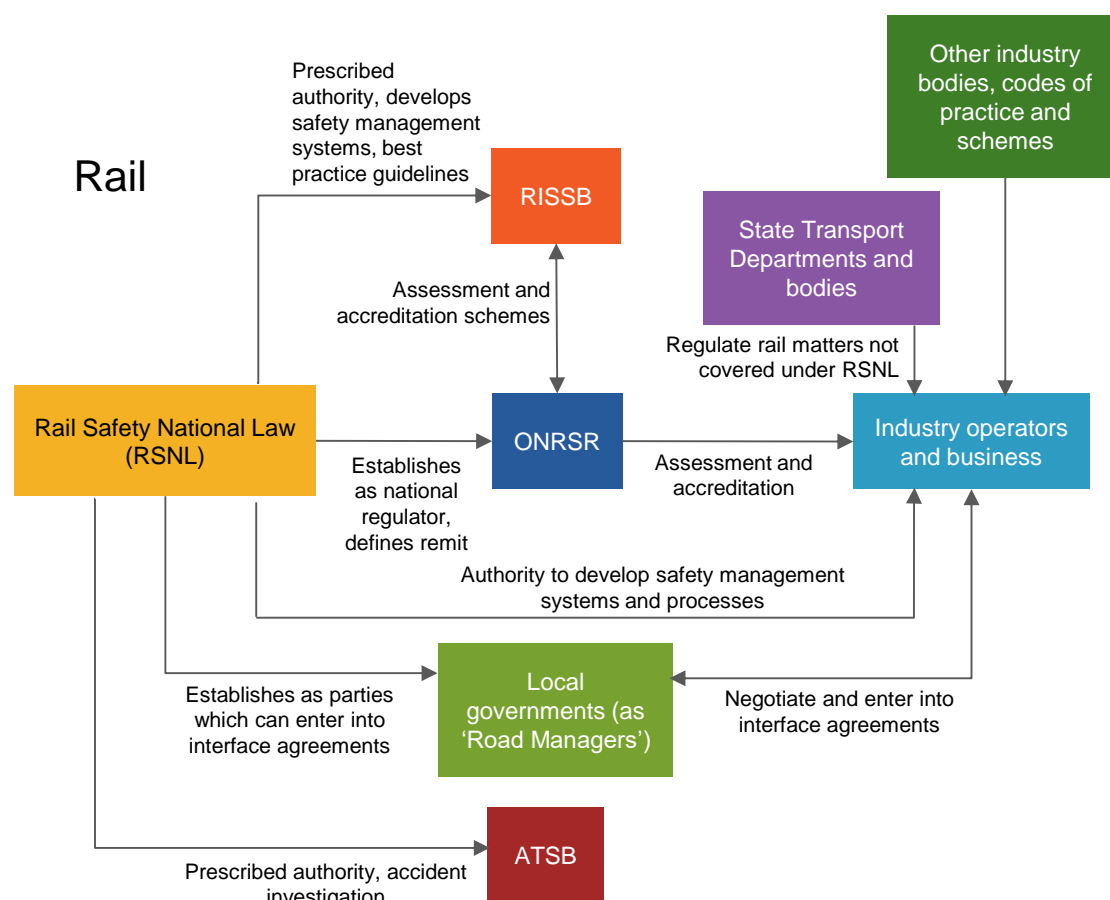 Rail
Prescribed
authority, develops
safety management
systems, best
practice guidelines
RISSB
Other industry
bodies, codes of
practice and
schemes
State Transport
Departments and
bodies
Assessment and
accreditation schemes
Regulate rail matters not
covered under RSNL
Rail Safety National Law
(RSNL)
ONRSR
Industry operators
and business
Establishes
as national
regulator,
defines remit
Assessment and
accreditation
Authority to develop safety management
systems and processes
Establishes as parties
which can enter into
interface agreements
Local
governments (as
‘Road Managers’)
Negotiate and enter into
interface agreements
ATSB
Prescribed authority, accident
investigation